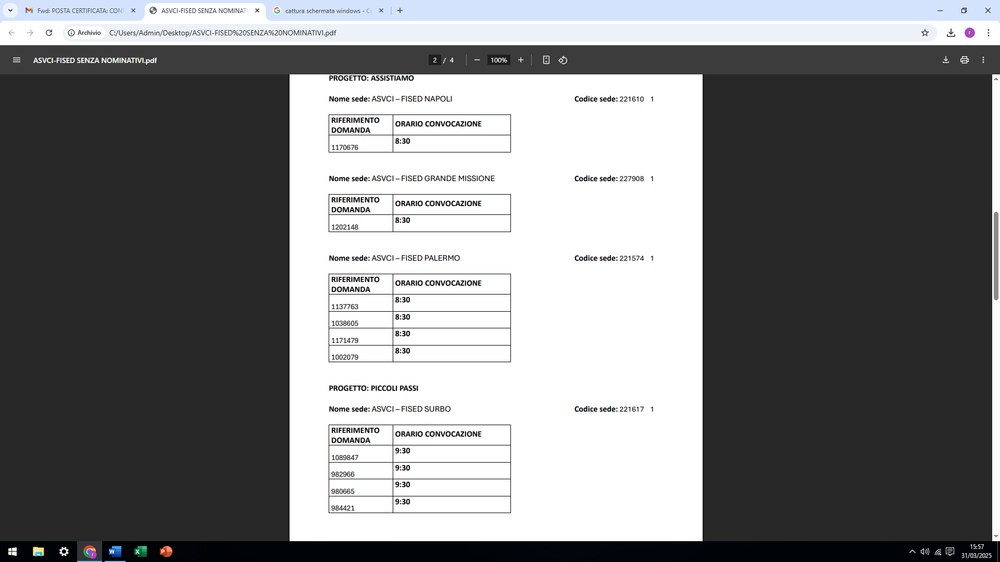 Fwd: POSTA CERTIFICATA: CON
ASVCI-FISED SENZA NOMINATI
cattura schermata windows - Ce
Archivio
C:/Users/Admin/Desktop/ASVCI-FISED%20SENZA%20NOMINATIVI.pdf
r
ASVCI-FISED SENZA NOMINATIVI.pdf
2 / 4
100%
PROGETTO: ASSISTIAMO
Nome sede: ASVCI – FISED NAPOLI Codice sede: 221610 1
RIFERIMENTO DOMANDA ORARIO CONVOCAZIONE
1170676 8:30
Nome sede: ASVCI – FISED GRANDE MISSIONE Codice sede: 227908 1
RIFERIMENTO DOMANDA ORARIO CONVOCAZIONE
1202148 8:30
Nome sede: ASVCI – FISED PALERMO Codice sede: 221574 1
RIFERIMENTO DOMANDA ORARIO CONVOCAZIONE
1137763 8:30
1038605 8:30
1171479 8:30
1002079 8:30
PROGETTO: PICCOLI PASSI
Nome sede: ASVCI – FISED SURBO Codice sede: 221617 1
RIFERIMENTO DOMANDA ORARIO CONVOCAZIONE
1089847 9:30
982966 9:30
980665 9:30
984421 9:30
15:57
31/03/2025